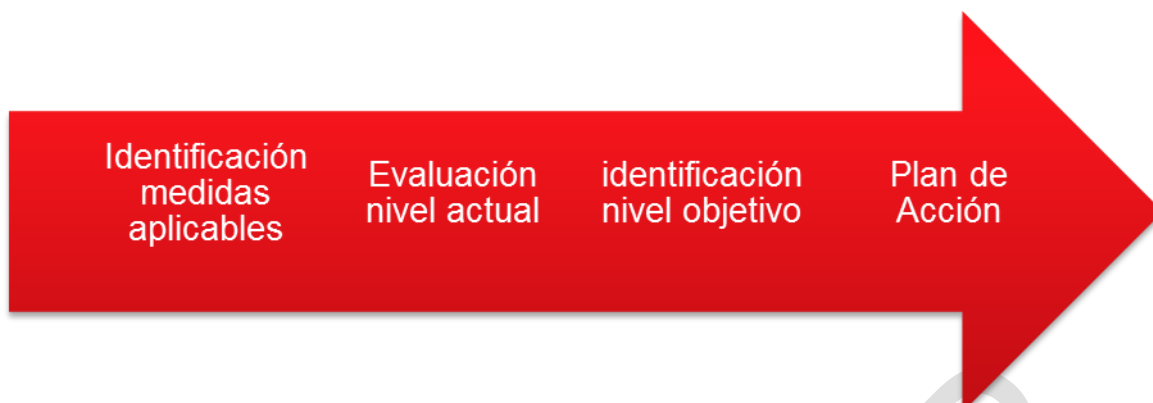 Identificación
medidas
aplicables
Evaluación
nivel actual
identificación
nivel objetivo
Plan de
Acción